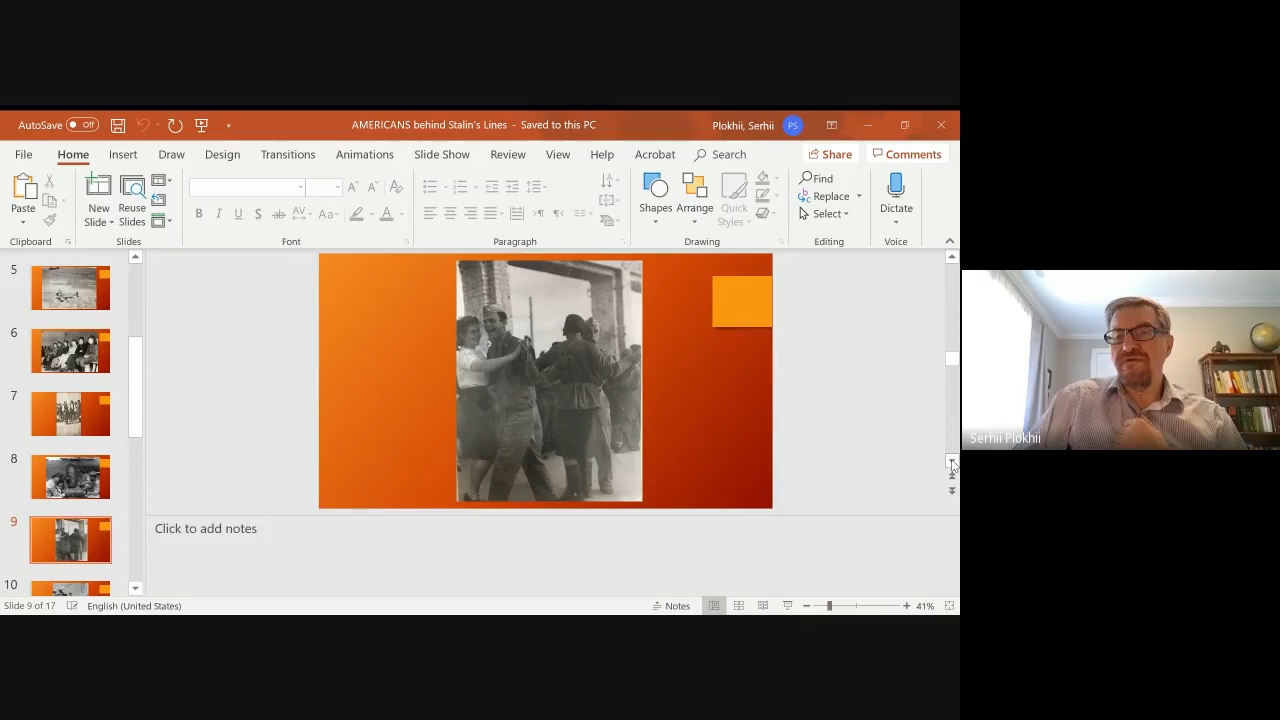 AutoSave Off
AMERICANS behind Stalin's Lines - Saved to this PC
Plokhii, Serhii
PS
File Home Insert Draw Design Transitions Animations Slide Show Review View Help Acrobat Search
Share Comments
Paste
New
Slide
Reuse
Slides
B I U S ab AV Aa A
Shapes Arrange Quick
Styles
Find
Replace
Select
Dictate
Clipboard Slides Font Paragraph Drawing Editing Voice
5
6
7
8
9
10
Click to add notes
Slide 9 of 17 English (United States) Notes 41%
Serhii Plokhii